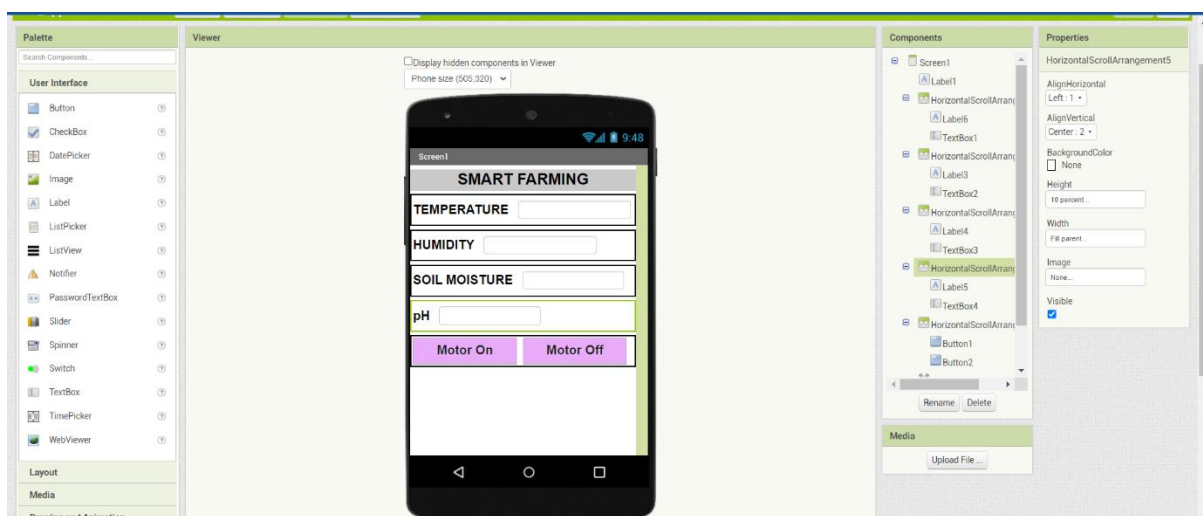 Palette
Search Components...
User Interface
Button
CheckBox
DatePicker
Image
Label
ListPicker
ListView
Notifier
PasswordTextBox
Slider
Spinner
Switch
TextBox
TimePicker
WebViewer
Layout
Media
Viewer
Display hidden components in Viewer
Phone size (505,320)
9:48
Screen1
SMART FARMING
TEMPERATURE
HUMIDITY
SOIL MOISTURE
pH
Motor On Motor Off
Components
Screen1
Label1
HorizontalScrollArrang
Label6
TextBox1
HorizontalScrollArrang
Label3
TextBox2
HorizontalScrollArrang
Label4
TextBox3
HorizontalScrollArrang
Label5
TextBox4
HorizontalScrollArrang
Button1
Button2
Rename Delete
Media
Upload File ...
Properties
HorizontalScrollArrangement5
AlignHorizontal
Left : 1
AlignVertical
Center : 2
BackgroundColor
None
Height
10 percent...
Width
Fill parent...
Image
None...
Visible